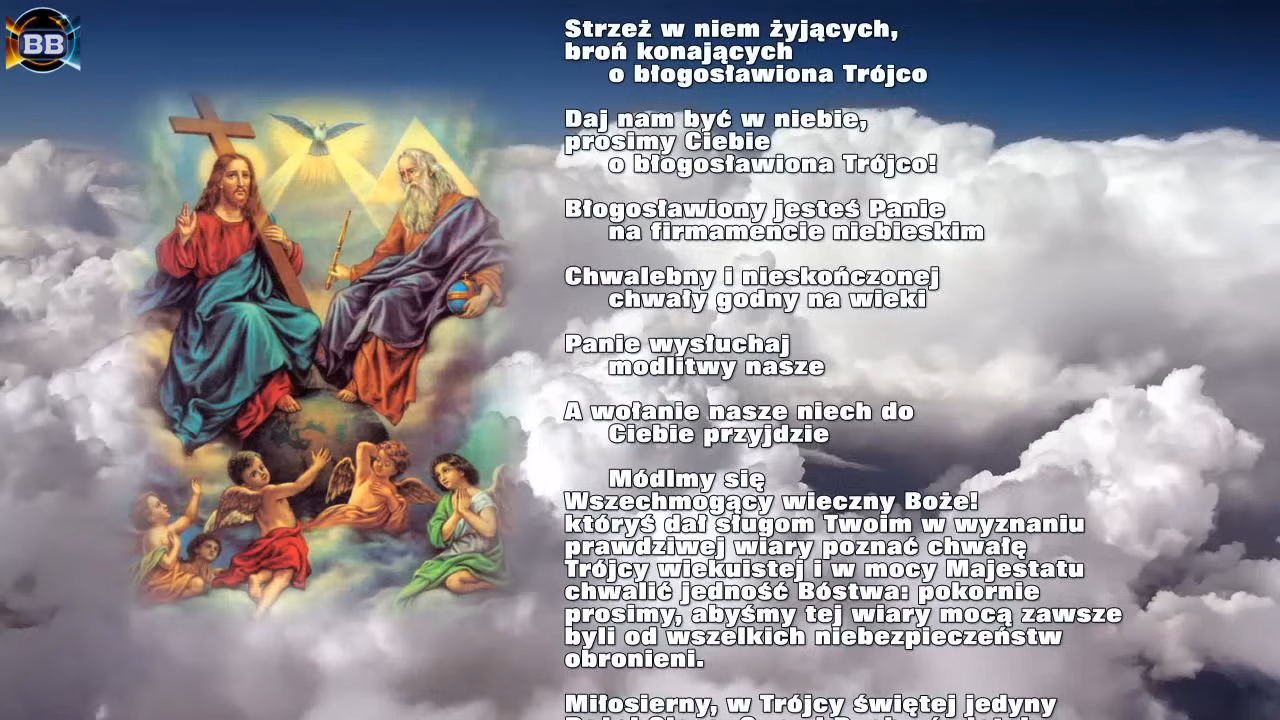 BB
Strzeż w niem żyjących,
broń konających
o błogosławiona Trójco
Daj nam być w niebie,
prosimy Ciebie
o błogosławiona Trójco!
Błogosławiony jesteś Panie
na firmamencie niebieskim
Chwalebny i nieskończonej
chwały godny na wieki
Panie wysłuchaj
modlitwy nasze
A wołanie nasze niech do
Ciebie przyjdzie
Módlmy się
Wszechmogący wieczny Boże!
któryś dał sługom Twoim w wyznaniu
prawdziwej wiary poznać chwałę
Trójcy wiekuistej i w mocy Majestatu
chwalić jedność Bóstwa: pokornie
prosimy, abyśmy tej wiary mocą zawsze
byli od wszelkich niebezpieczeństw
obronieni.
Miłosierny, w Trójcy świętej jedyny